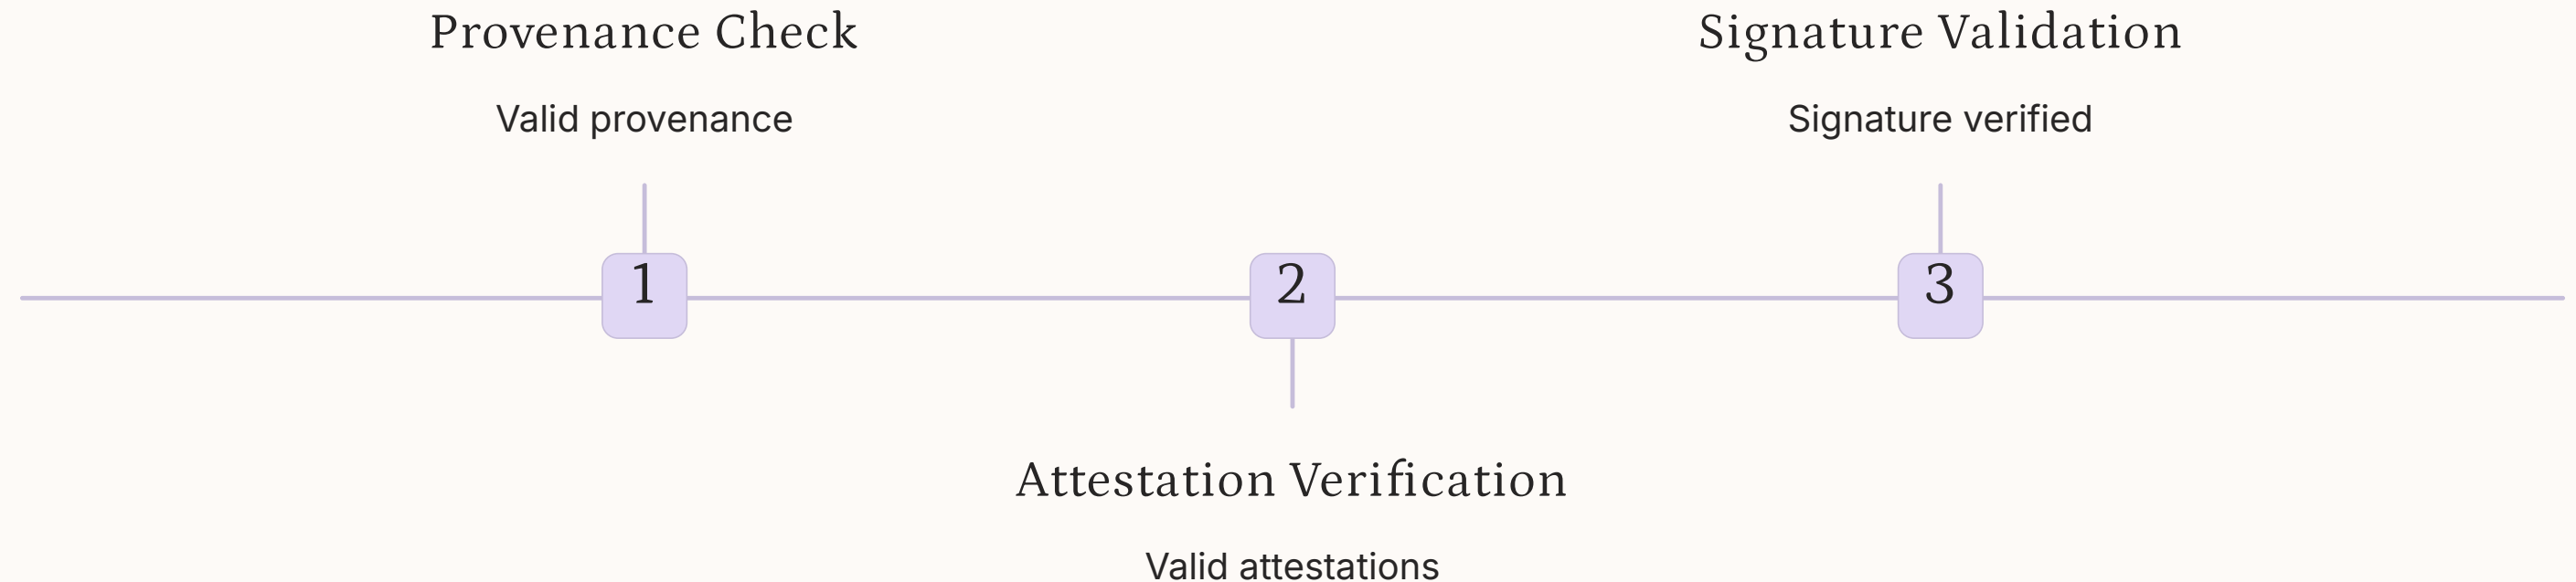 Provenance Check
Valid provenance
1
2
Attestation Verification
Valid attestations
Signature Validation
Signature verified
3